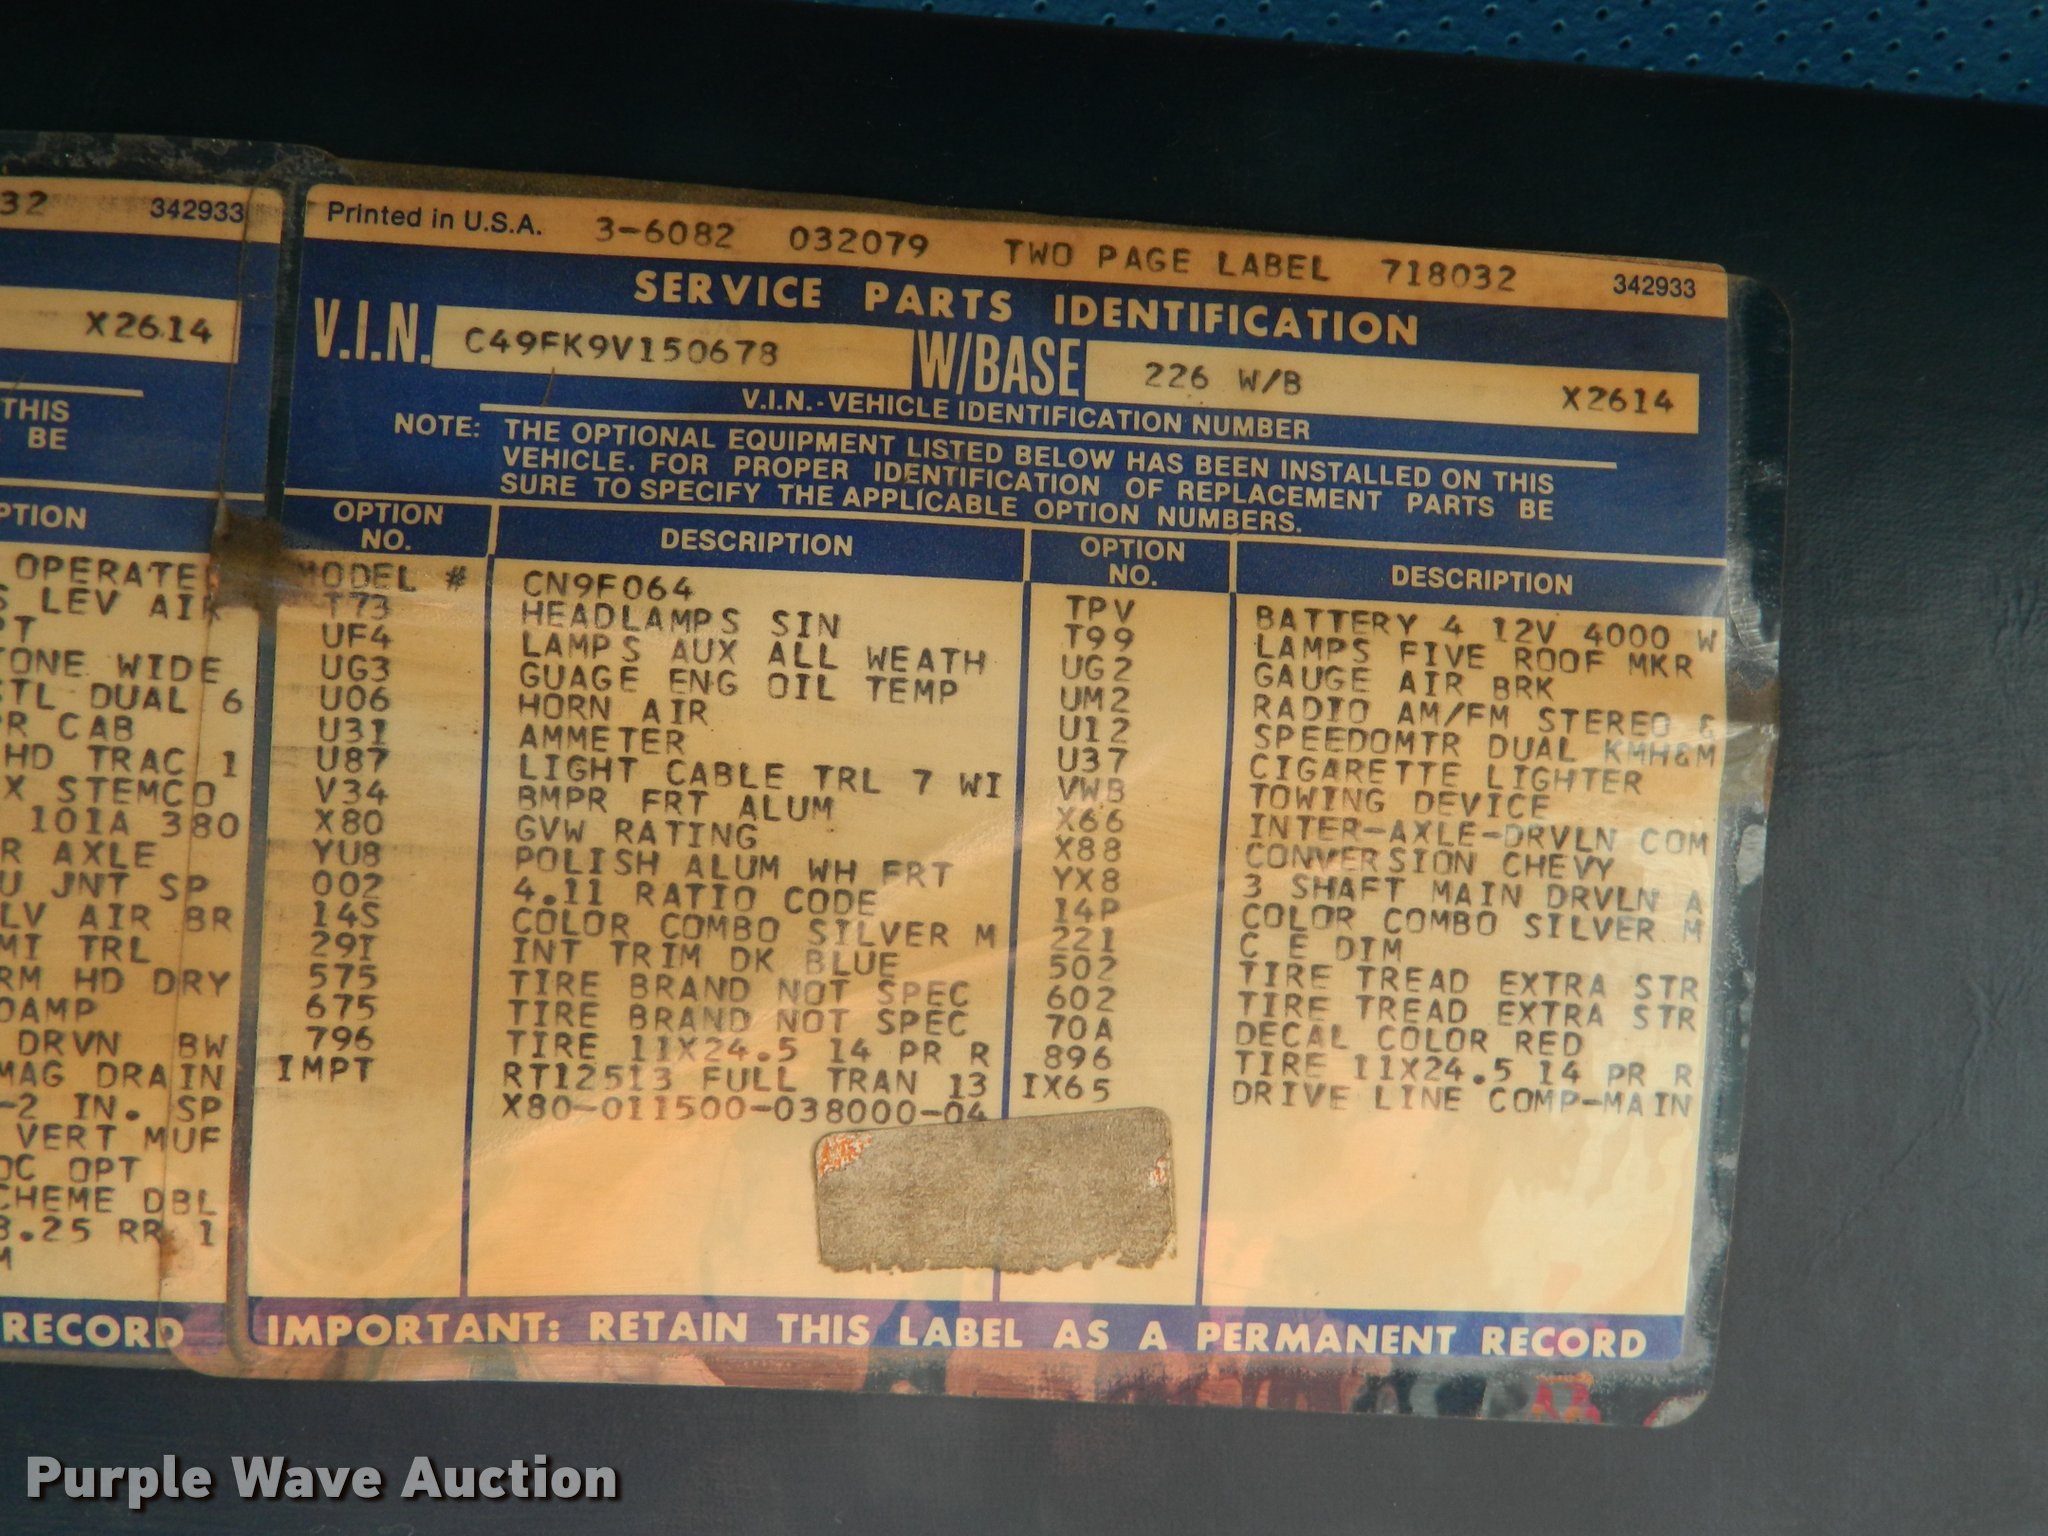 32 342933
X2614
THIS
BE
PTION
OPERATED
S LEV AIR
PT
TONE WIDE
CTL DUAL 6
PR CAB
HD TRAC 1
X STEMCO
101A 380
R AXLE
U JNT SP
LV AIR BR
MI TRL
RM HD DRY
OAMP
DRVN BW
MAG DRAIN
-2 IN. SP
VERT MUF
OC OPT
CHEME DBL
8.25 RR 1
M
RECORD
Printed in U.S.A. 3-6082 032079 TWO PAGE LABEL 718032 342933
SERVICE PARTS IDENTIFICATION
V.I.N. C49FK9V150678 W/BASE 226 W/B X2614
V.I.N.-VEHICLE IDENTIFICATION NUMBER
NOTE: THE OPTIONAL EQUIPMENT LISTED BELOW HAS BEEN INSTALLED ON THIS
VEHICLE. FOR PROPER IDENTIFICATION OF REPLACEMENT PARTS BE
SURE TO SPECIFY THE APPLICABLE OPTION NUMBERS.
OPTION NO. DESCRIPTION OPTION NO. DESCRIPTION
MODEL # CN9F064
T73 HEADLAMPS SIN TPV BATTERY 4 12V 4000 W
UF4 LAMPS AUX ALL WEATH T99 LAMPS FIVE ROOF MKR
UG3 GUAGE ENG OIL TEMP UG2 GAUGE AIR BRK
U06 HORN AIR UM2 RADIO AM/FM STEREO &
U31 AMMETER U12 SPEEDOMTR DUAL KMH&M
U87 LIGHT CABLE TRL 7 WI U37 CIGARETTE LIGHTER
V34 BMPR FRT ALUM VWB TOWING DEVICE
X80 GVW RATING X66 INTER-AXLE-DRVLN COM
YU8 POLISH ALUM WH FRT X88 CONVERSION CHEVY
002 4.11 RATIO CODE YX8 3 SHAFT MAIN DRVLN A
14S COLOR COMBO SILVER M 14P COLOR COMBO SILVER M
29I INT TRIM DK BLUE 221 C E DIM
575 TIRE BRAND NOT SPEC 502 TIRE TREAD EXTRA STR
675 TIRE BRAND NOT SPEC 602 TIRE TREAD EXTRA STR
796 TIRE 11X24.5 14 PR R 70A DECAL COLOR RED
IMPT RT12513 FULL TRAN 13 896 TIRE 11X24.5 14 PR R
X80-011500-038000-04 IX65 DRIVE LINE COMP-MAIN
IMPORTANT: RETAIN THIS LABEL AS A PERMANENT RECORD
Purple Wave Auction